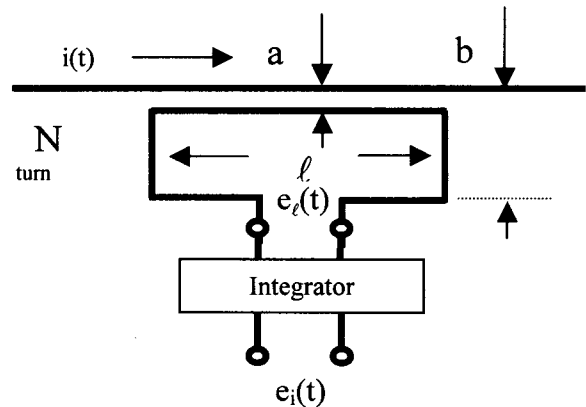 i(t)
a
b
N
turn
ℓ
eℓ(t)
Integrator
ei(t)